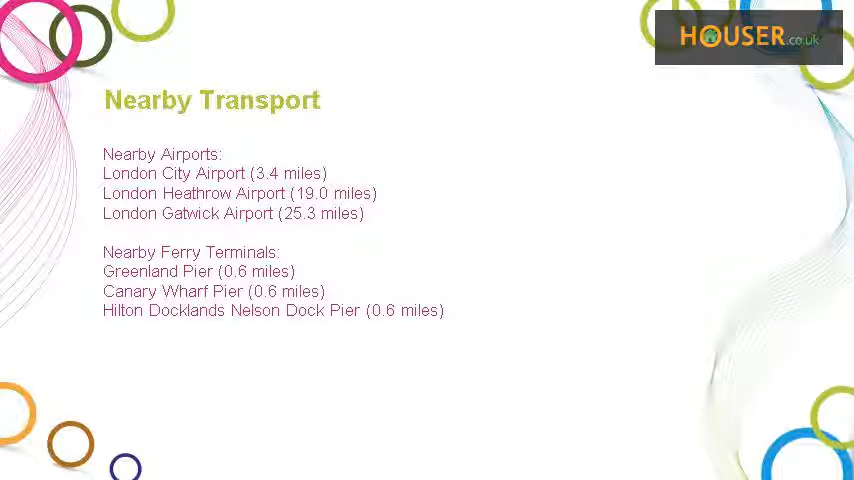 HOUSER.co.uk
Nearby Transport
Nearby Airports:
London City Airport (3.4 miles)
London Heathrow Airport (19.0 miles)
London Gatwick Airport (25.3 miles)
Nearby Ferry Terminals:
Greenland Pier (0.6 miles)
Canary Wharf Pier (0.6 miles)
Hilton Docklands Nelson Dock Pier (0.6 miles)